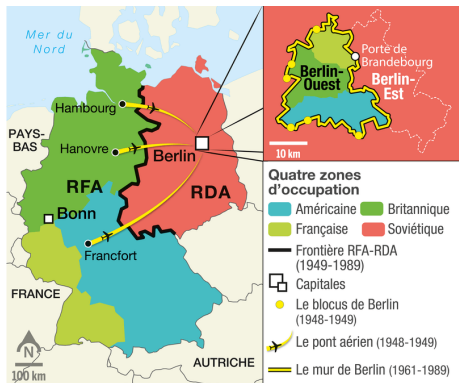 Mer du
Nord
Hambourg
PAYS-
BAS
Hanovre
Berlin
RFA
RDA
Bonn
Francfort
FRANCE
AUTRICHE
N
100 km
Porte de
Brandebourg
Berlin-
Ouest
Berlin-
Est
10 km
Quatre zones
d'occupation
Américaine
Britannique
Française
Soviétique
Frontière RFA-RDA
(1949-1989)
Capitales
Le blocus de Berlin
(1948-1949)
Le pont aérien (1948-1949)
Le mur de Berlin (1961-1989)